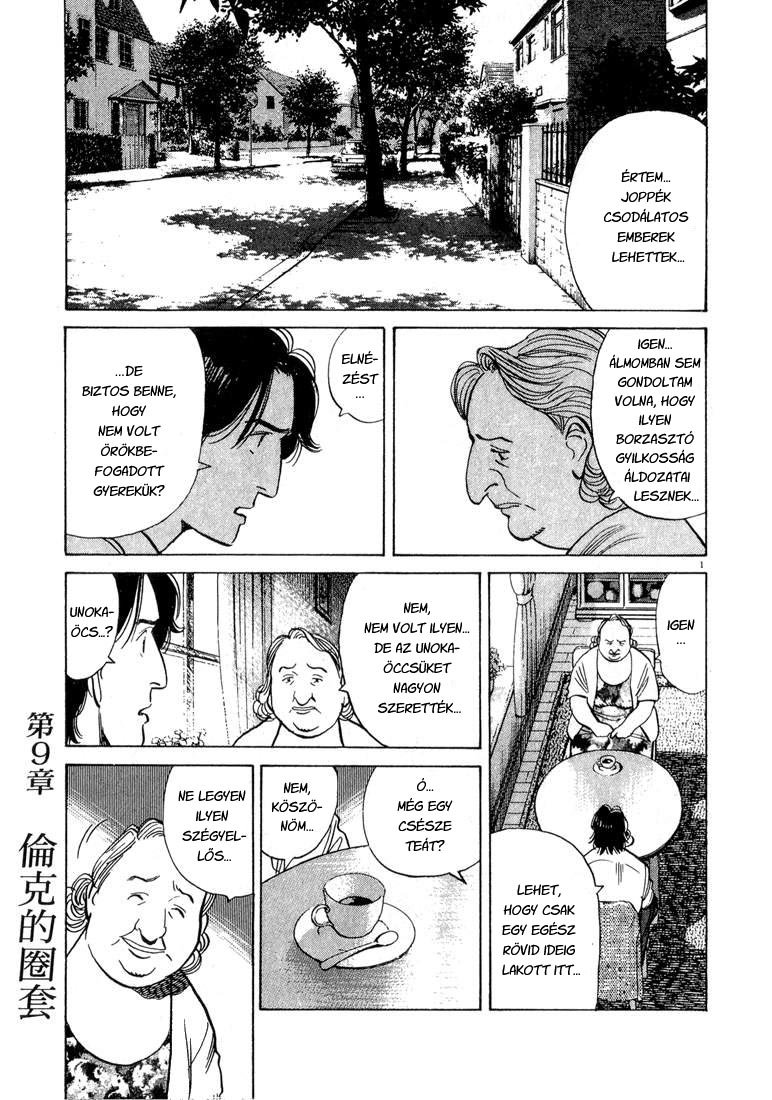 ÉRTEM...
JOPPÉK
CSODÁLATOS
EMBEREK
LEHETTEK...
IGEN...
ÁLMOMBAN SEM
GONDOLTAM
VOLNA, HOGY
ILYEN
BORZASZTÓ
GYILKOSSÁG
ÁLDOZATAI
LESZNEK...
ELNÉ-
ZÉST
...
...DE
BIZTOS BENNE,
HOGY
NEM VOLT
ÖRÖKBE-
FOGADOTT
GYEREKÜK?
1
IGEN
...
LEHET,
HOGY CSAK
EGY EGÉSZ
RÖVID IDEIG
LAKOTT ITT...
NEM,
NEM VOLT ILYEN...
DE AZ UNOKA-
ÖCCSÜKET
NAGYON
SZERETTÉK...
UNOKA-
ÖCS...?
Ó...
MÉG EGY
CSÉSZE
TEÁT?
NEM,
KÖSZÖ-
NÖM...
NE LEGYEN
ILYEN
SZÉGYEL-
LŐS...
第9章 倫克的圈套